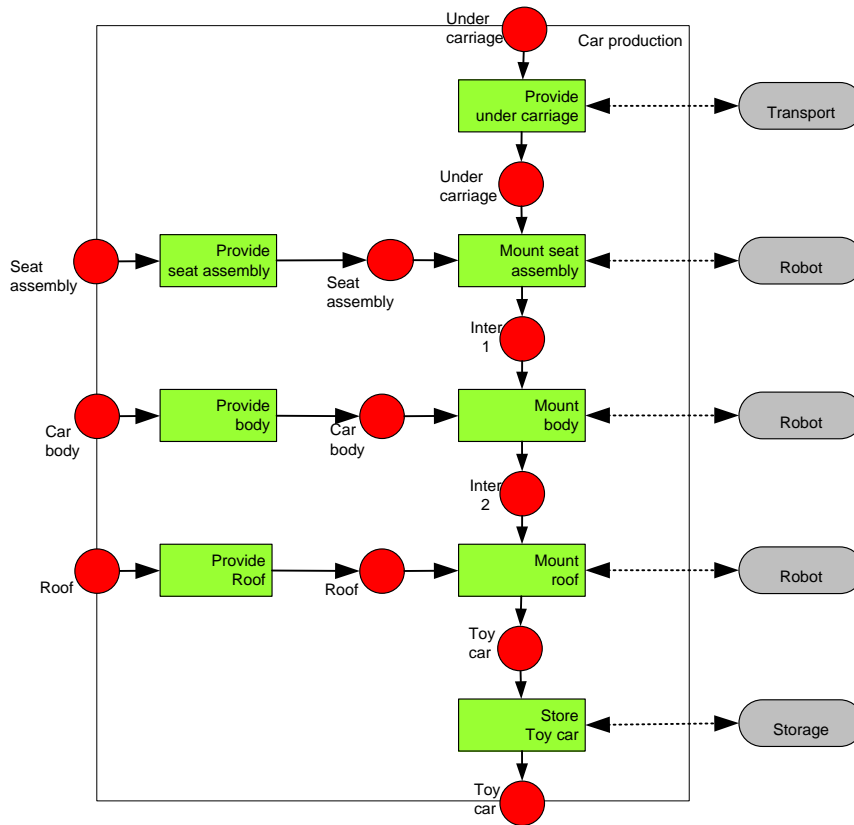 Under
carriage
Car production
Provide
under carriage
Transport
Under
carriage
Seat
assembly
Provide
seat assembly
Seat
assembly
Mount seat
assembly
Robot
Inter
1
Car
body
Provide
body
Car
body
Mount
body
Robot
Inter
2
Roof
Provide
Roof
Roof
Mount
roof
Robot
Toy
car
Store
Toy car
Storage
Toy
car